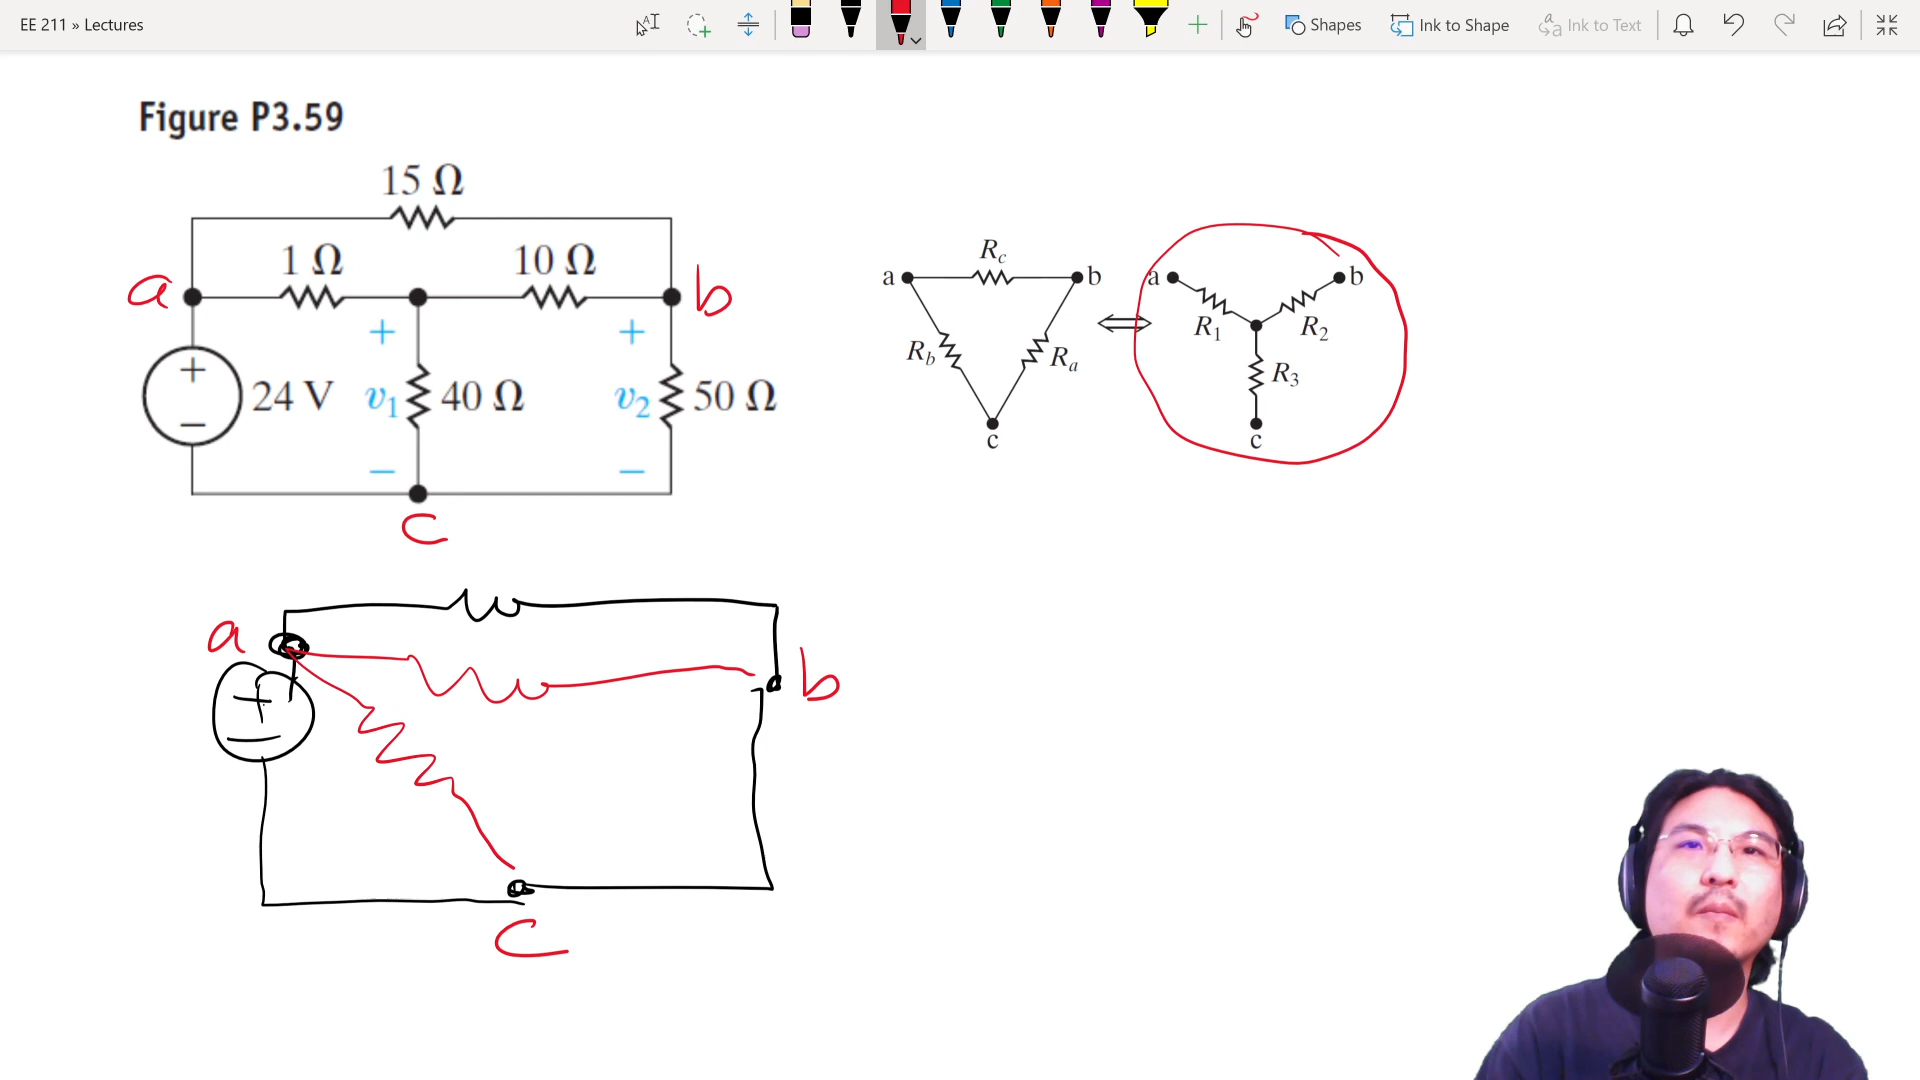 EE 211 » Lectures
Shapes
Ink to Shape
Ink to Text
Figure P3.59
15 Ω
1 Ω
10 Ω
a
b
+
+
+
24 V
v1
40 Ω
v2
50 Ω
−
−
−
c
Rc
a
b
Rb
Ra
c
a
b
R1
R2
R3
c
a
b
+
−
c